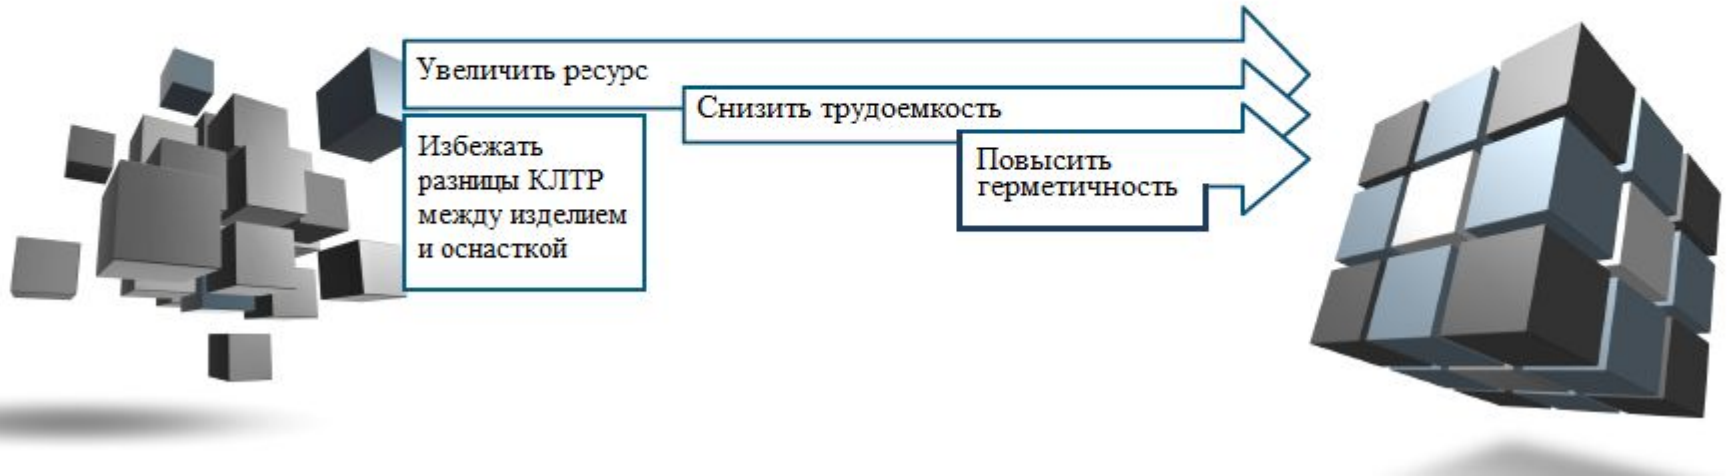 Увеличить ресурс
Снизить трудоемкость
Избежать
разницы КЛТР
между изделием
и оснасткой
Повысить
герметичность